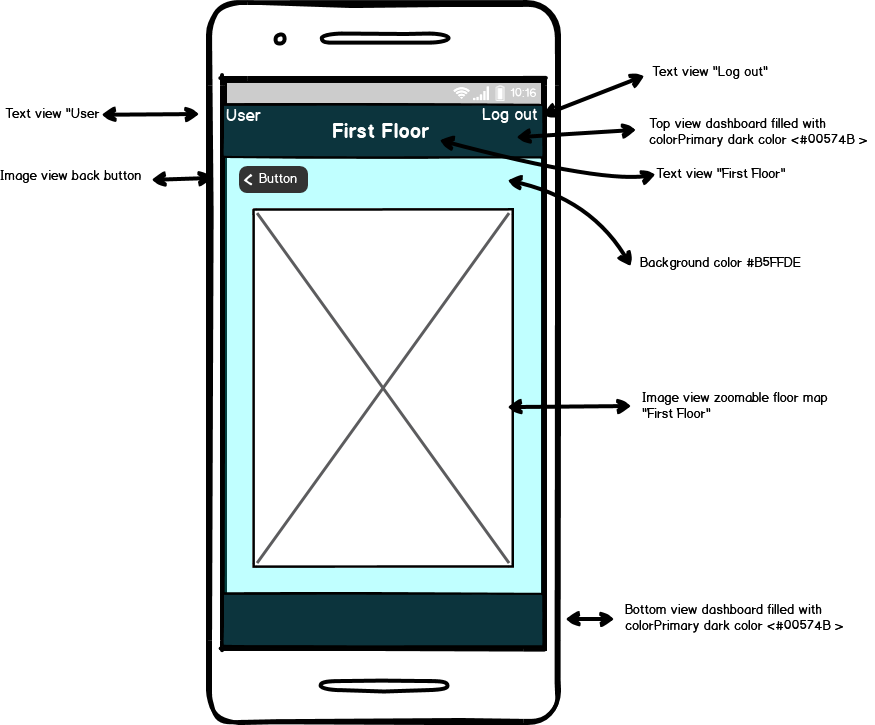 10:16
Text view "Log out"
Text view "User
User
Log out
First Floor
Top view dashboard filled with
colorPrimary dark color <#00574B >
Image view back button
Button
Text view "First Floor"
Background color #B5FFDE
Image view zoomable floor map
"First Floor"
Bottom view dashboard filled with
colorPrimary dark color <#00574B >